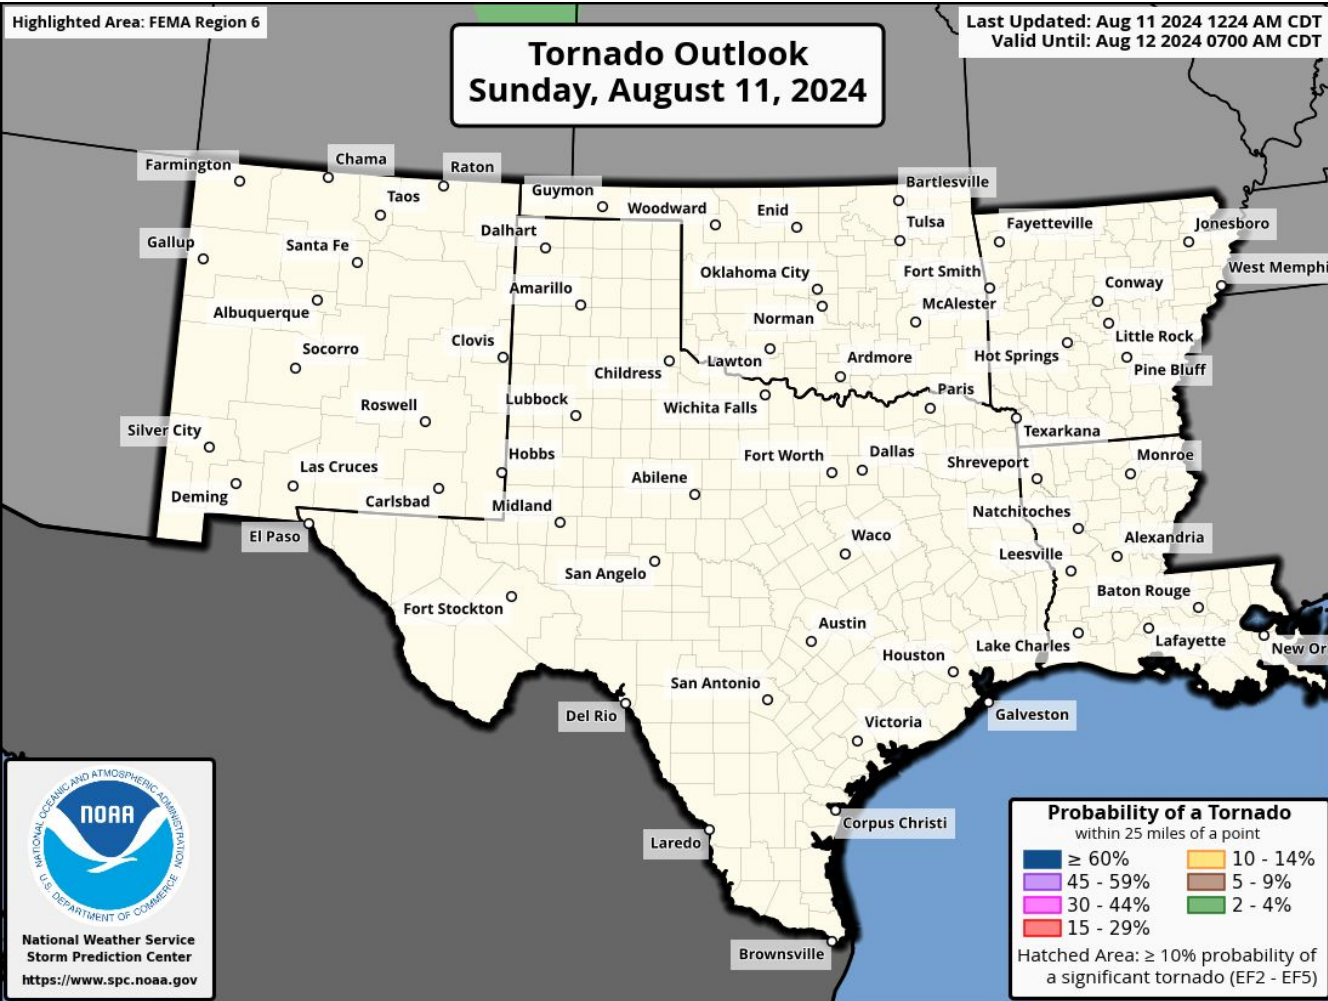 Highlighted Area: FEMA Region 6
Last Updated: Aug 11 2024 1224 AM CDT
Valid Until: Aug 12 2024 0700 AM CDT
Tornado Outlook
Sunday, August 11, 2024
Farmington
Chama
Raton
Taos
Guymon
Woodward
Enid
Bartlesville
Tulsa
Fayetteville
Jonesboro
Gallup
Santa Fe
Dalhart
Oklahoma City
Fort Smith
West Memphi
Albuquerque
Amarillo
Norman
McAlester
Conway
Little Rock
Socorro
Clovis
Childress
Lawton
Ardmore
Hot Springs
Pine Bluff
Roswell
Lubbock
Wichita Falls
Paris
Texarkana
Silver City
Las Cruces
Hobbs
Abilene
Fort Worth
Dallas
Shreveport
Monroe
Deming
Carlsbad
Midland
Natchitoches
El Paso
San Angelo
Waco
Leesville
Alexandria
Fort Stockton
Baton Rouge
Austin
Houston
Lake Charles
Lafayette
New Or
San Antonio
Del Rio
Victoria
Galveston
Corpus Christi
Laredo
Brownsville
NATIONAL OCEANIC AND ATMOSPHERIC ADMINISTRATION
NOAA
U.S. DEPARTMENT OF COMMERCE
National Weather Service
Storm Prediction Center
https://www.spc.noaa.gov
Probability of a Tornado
within 25 miles of a point
≥ 60%
10 - 14%
45 - 59%
5 - 9%
30 - 44%
2 - 4%
15 - 29%
Hatched Area: ≥ 10% probability of
a significant tornado (EF2 - EF5)